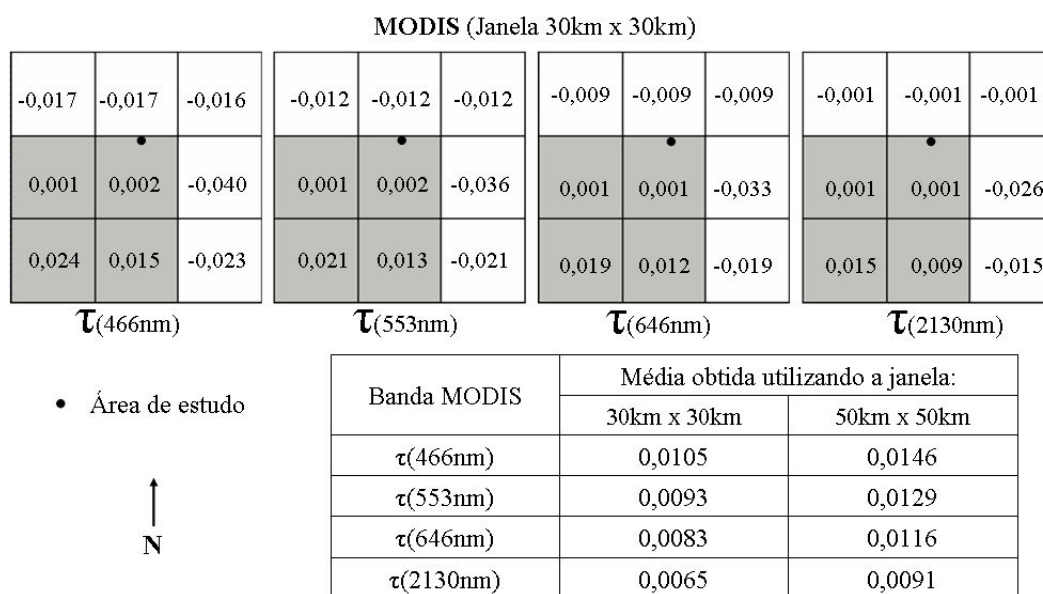 MODIS (Janela 30km x 30km)
-0,017 -0,017 -0,016 -0,012 -0,012 -0,012 -0,009 -0,009 -0,009 -0,001 -0,001 -0,001
0,001 0,002 -0,040 0,001 0,002 -0,036 0,001 0,001 -0,033 0,001 0,001 -0,026
0,024 0,015 -0,023 0,021 0,013 -0,021 0,019 0,012 -0,019 0,015 0,009 -0,015
τ(466nm) τ(553nm) τ(646nm) τ(2130nm)
Área de estudo
N
Banda MODIS Média obtida utilizando a janela:
30km x 30km 50km x 50km
τ(466nm) 0,0105 0,0146
τ(553nm) 0,0093 0,0129
τ(646nm) 0,0083 0,0116
τ(2130nm) 0,0065 0,0091